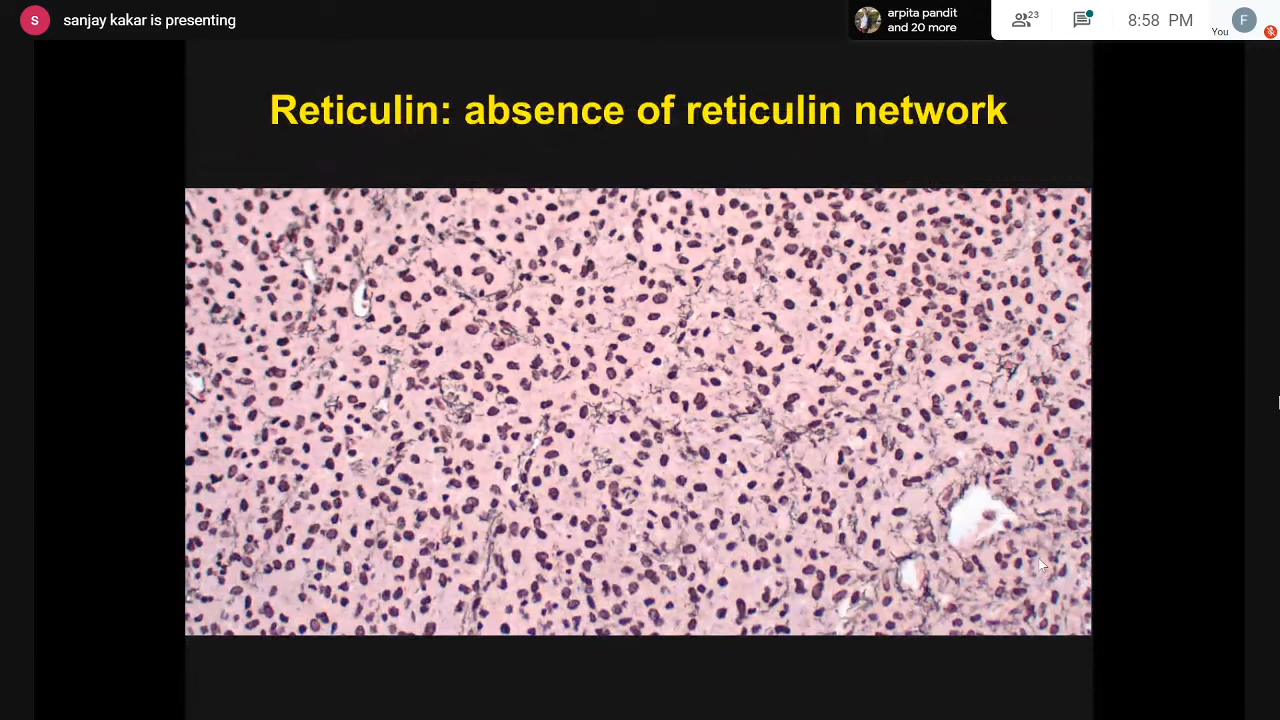 S sanjay kakar is presenting
arpita pandit
and 20 more
23
8:58 PM
You
F
Reticulin: absence of reticulin network